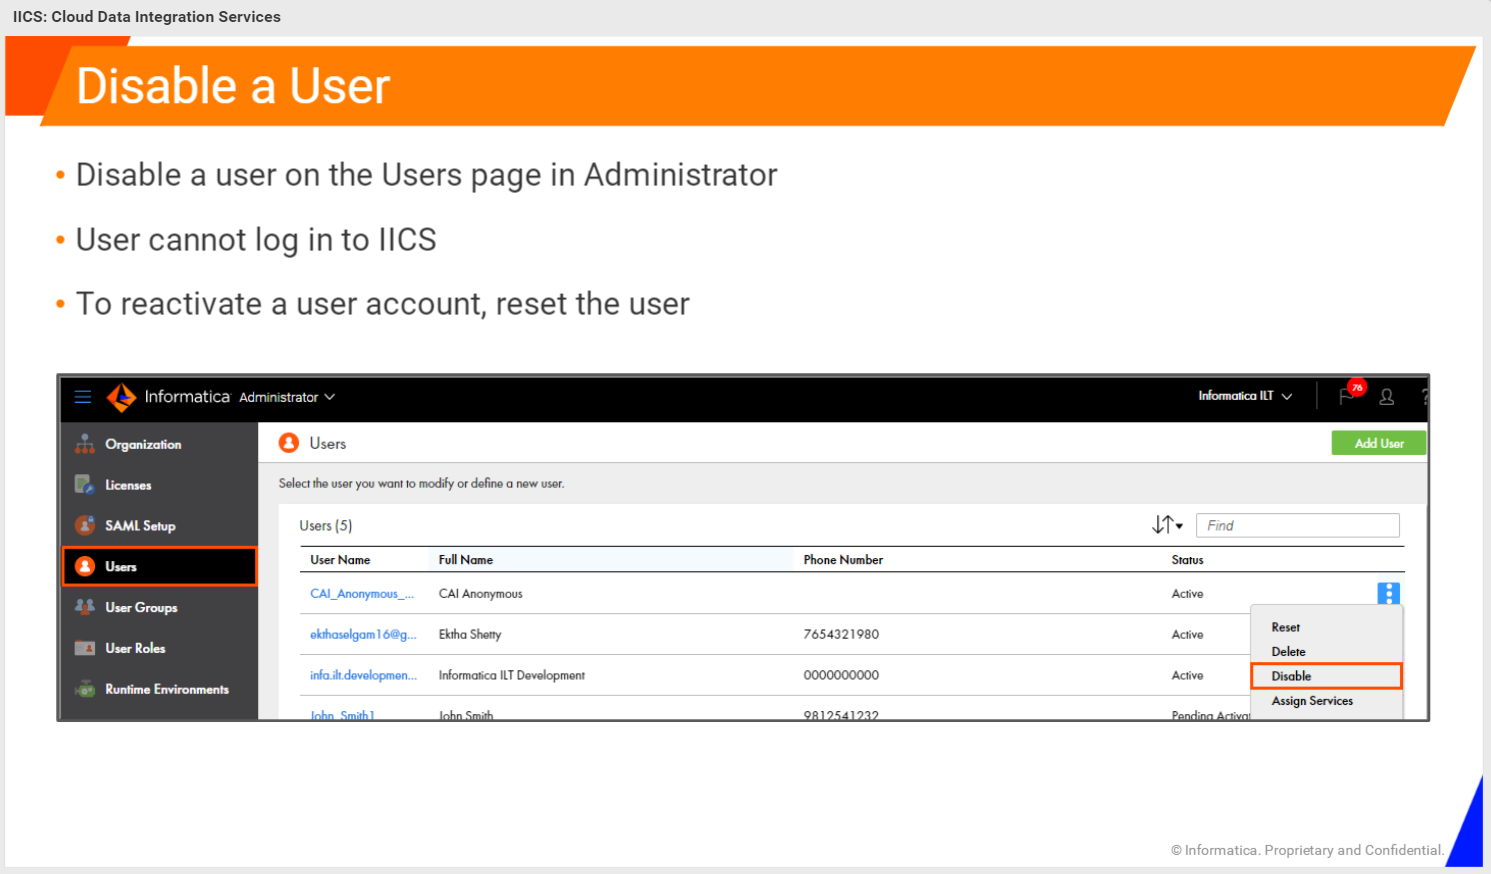 IICS: Cloud Data Integration Services
Disable a User
• Disable a user on the Users page in Administrator
• User cannot log in to IICS
• To reactivate a user account, reset the user
Informatica Administrator Informatica ILT 76 ?
Organization
Licenses
SAML Setup
Users
User Groups
User Roles
Runtime Environments
Users Add User
Select the user you want to modify or define a new user.
Users (5) Find
User Name Full Name Phone Number Status
CAI_Anonymous_... CAI Anonymous Active
ekthaselgam16@g... Ektha Shetty 7654321980 Active
infa.ilt.developmen... Informatica ILT Development 0000000000 Active
John_Smith1 John Smith 9812541232 Pending Activat
Reset
Delete
Disable
Assign Services
© Informatica. Proprietary and Confidential.